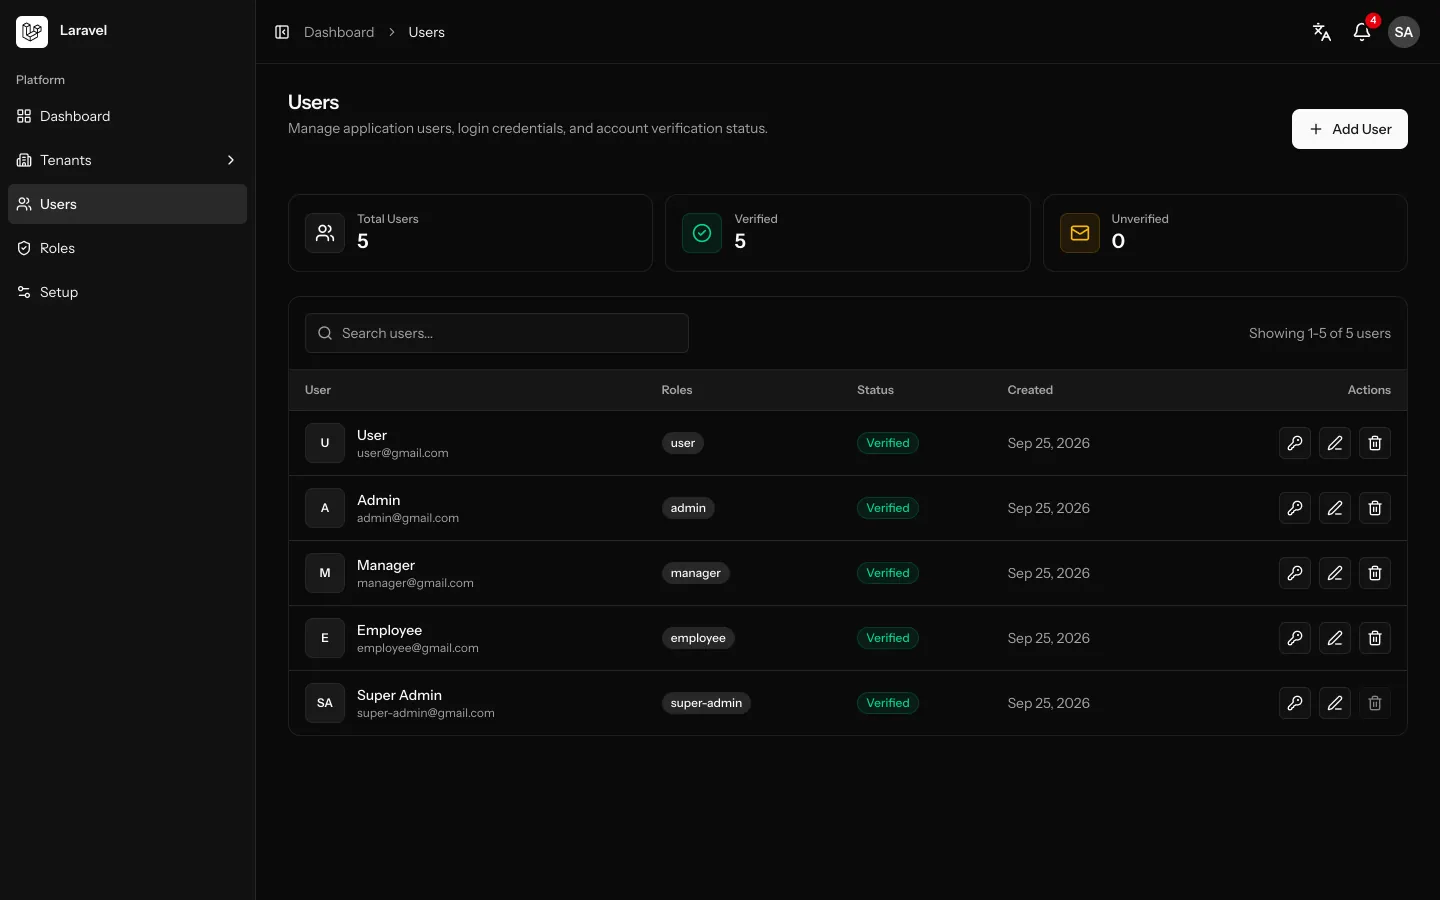 Laravel
Platform
Dashboard
Tenants
Users
Roles
Setup
Dashboard > Users
4
SA
Users
Manage application users, login credentials, and account verification status.
Add User
Total Users
5
Verified
5
Unverified
0
Search users...
Showing 1-5 of 5 users
User Roles Status Created Actions
U User user@gmail.com user Verified Sep 25, 2026
A Admin admin@gmail.com admin Verified Sep 25, 2026
M Manager manager@gmail.com manager Verified Sep 25, 2026
E Employee employee@gmail.com employee Verified Sep 25, 2026
SA Super Admin super-admin@gmail.com super-admin Verified Sep 25, 2026